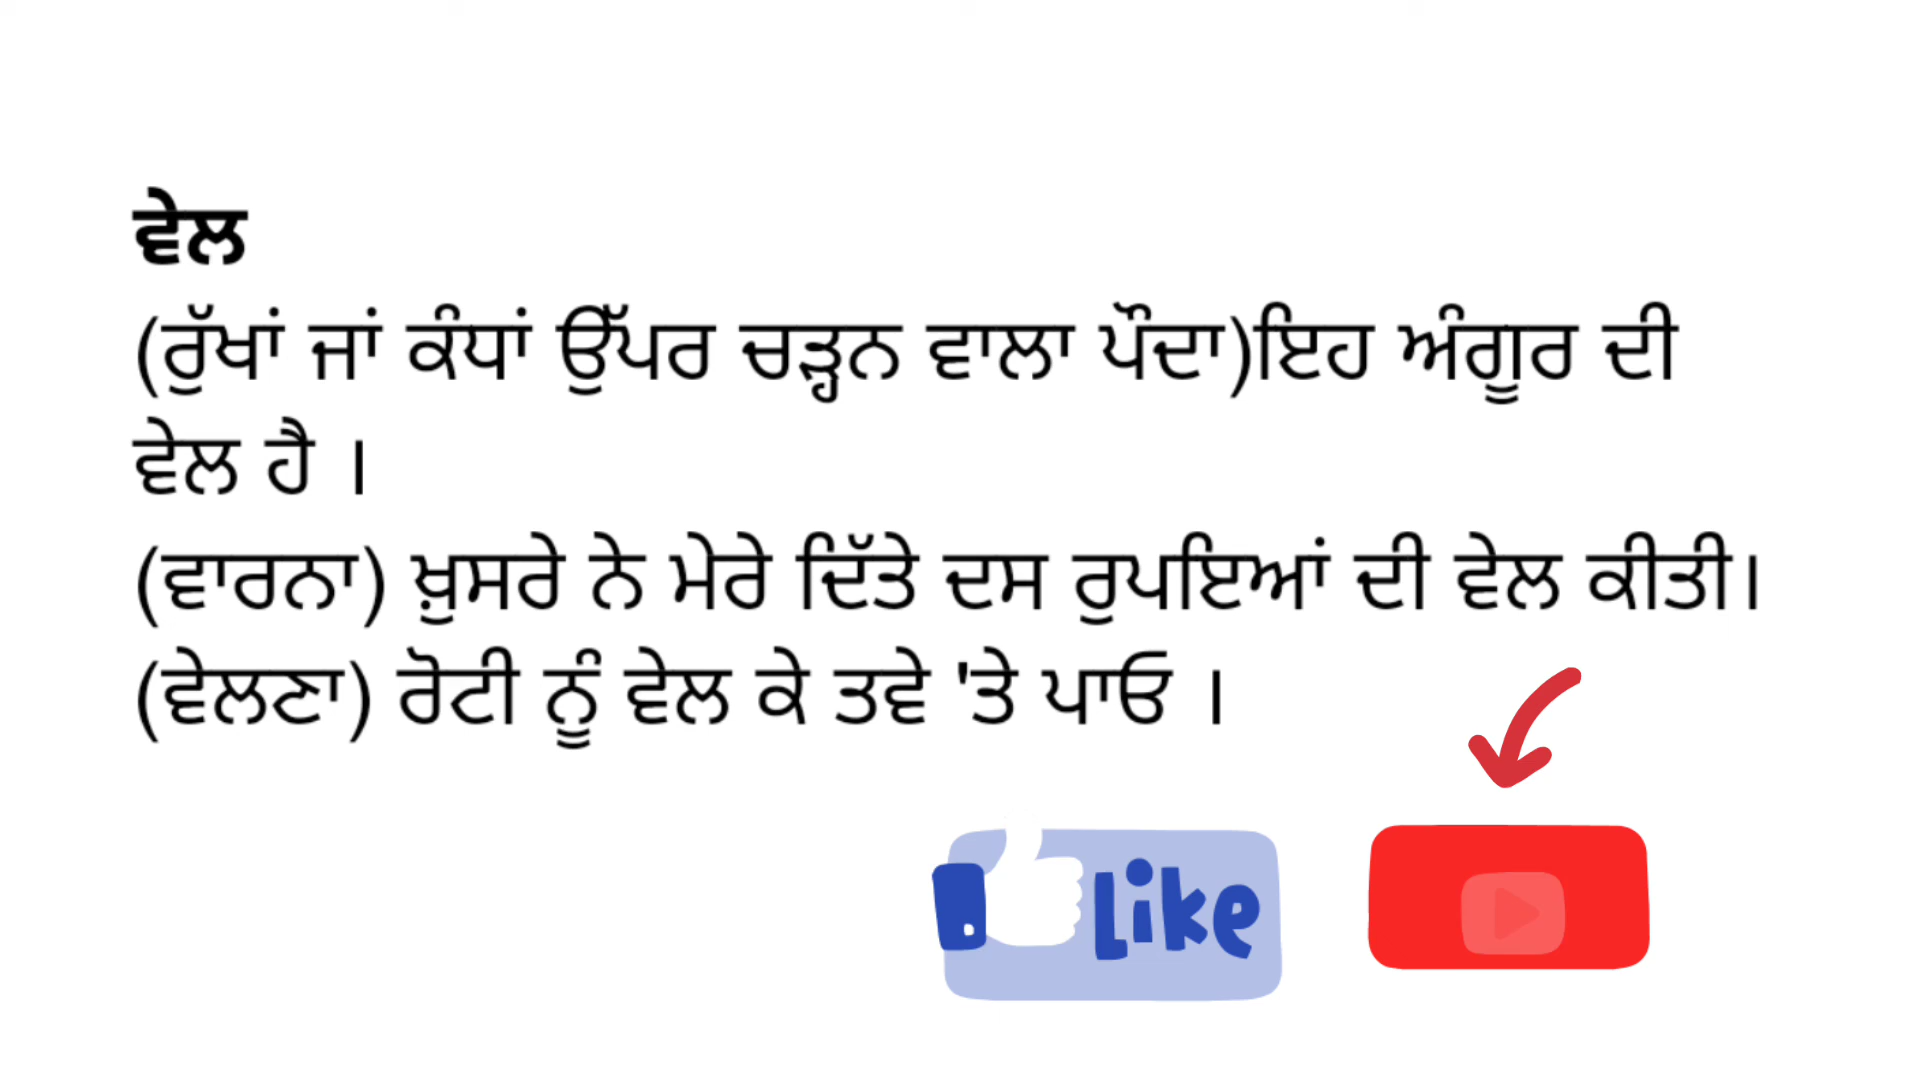 ਵੇਲ
(ਰੁੱਖਾਂ ਜਾਂ ਕੰਧਾਂ ਉੱਪਰ ਚੜ੍ਹਨ ਵਾਲਾ ਪੌਦਾ)ਇਹ ਅੰਗੂਰ ਦੀ
ਵੇਲ ਹੈ ।
(ਵਾਰਨਾ) ਖ਼ੁਸਰੇ ਨੇ ਮੇਰੇ ਦਿੱਤੇ ਦਸ ਰੁਪਇਆਂ ਦੀ ਵੇਲ ਕੀਤੀ।
(ਵੇਲਣਾ) ਰੋਟੀ ਨੂੰ ਵੇਲ ਕੇ ਤਵੇ 'ਤੇ ਪਾਓ ।
Like